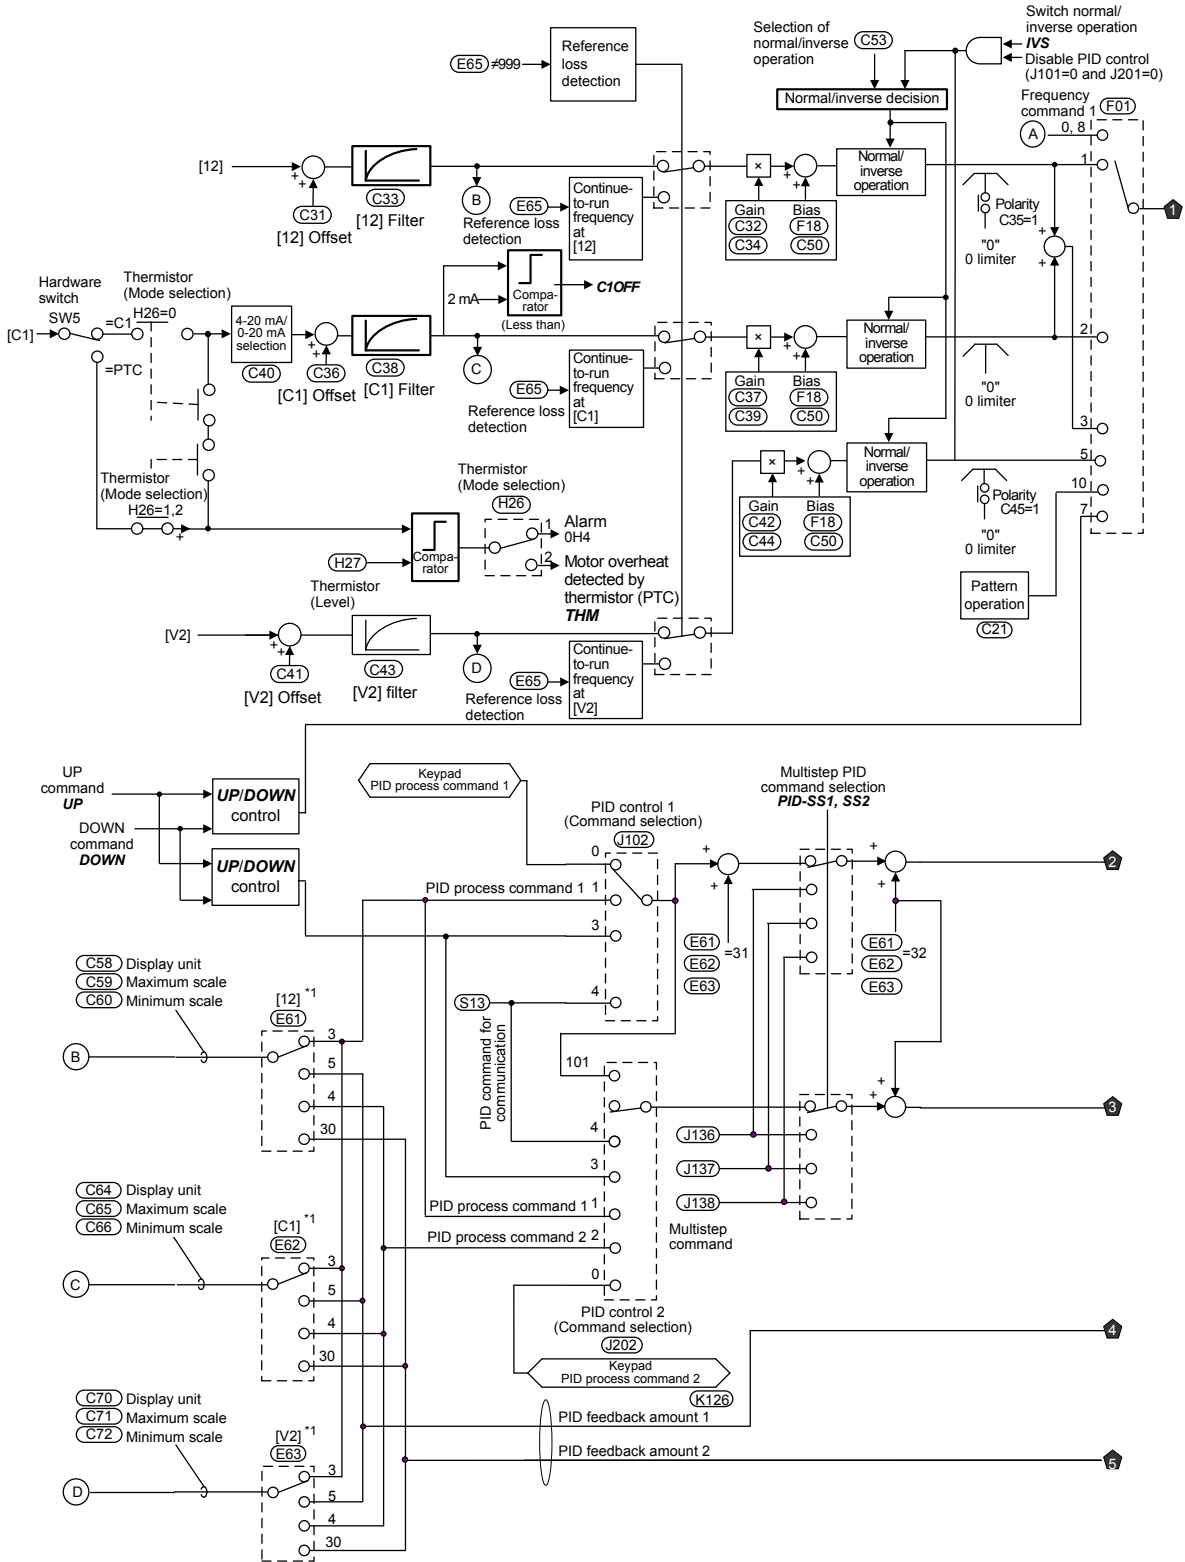 Selection of
normal/inverse
operation
C53
Switch normal/
inverse operation
IVS
Disable PID control
(J101=0 and J201=0)
E65 ≠999
Reference
loss
detection
Normal/inverse decision
Frequency
command 1
F01
A
0, 8
1
[12]
C31
[12] Offset
C33
[12] Filter
B
Reference loss
detection
E65
Continue-
to-run
frequency
at
[12]
×
Gain
C32
C34
Bias
F18
C50
Normal/
inverse
operation
Polarity
C35=1
"0"
0 limiter
1
Hardware
switch
SW5
[C1]
=C1
=PTC
Thermistor
(Mode selection)
H26=0
4-20 mA/
0-20 mA
selection
C40
C36
[C1] Offset
C38
[C1] Filter
2 mA
Compa-
rator
(Less than)
C1OFF
C
Reference loss
detection
E65
Continue-
to-run
frequency
at
[C1]
×
Gain
C37
C39
Bias
F18
C50
Normal/
inverse
operation
"0"
0 limiter
2
3
5
10
7
Thermistor
(Mode selection)
H26=1,2
+
H27
Thermistor
(Level)
Compa-
rator
Thermistor
(Mode selection)
H26
1
Alarm
0H4
2
Motor overheat
detected by
thermistor (PTC)
THM
×
Gain
C42
C44
Bias
F18
C50
Normal/
inverse
operation
Polarity
C45=1
"0"
0 limiter
Pattern
operation
C21
[V2]
C41
[V2] Offset
C43
[V2] filter
D
Reference loss
detection
E65
Continue-
to-run
frequency
at
[V2]
UP
command
UP
DOWN
command
DOWN
UP/DOWN
control
UP/DOWN
control
Keypad
PID process command 1
PID control 1
(Command selection)
J102
0
PID process command 1 1
3
4
S13
PID command for
communication
E61
E62
E63
=31
Multistep PID
command selection
PID-SS1, SS2
E61
E62
E63
=32
2
3
C58 Display unit
C59 Maximum scale
C60 Minimum scale
[12] *1
E61
B
3
5
4
30
101
4
3
PID process command 1 1
PID process command 2 2
0
PID control 2
(Command selection)
J202
Keypad
PID process command 2
K126
J136
J137
J138
Multistep
command
C64 Display unit
C65 Maximum scale
C66 Minimum scale
[C1] *1
E62
C
3
5
4
30
4
C70 Display unit
C71 Maximum scale
C72 Minimum scale
[V2] *1
E63
D
3
5
4
30
PID feedback amount 1
PID feedback amount 2
5